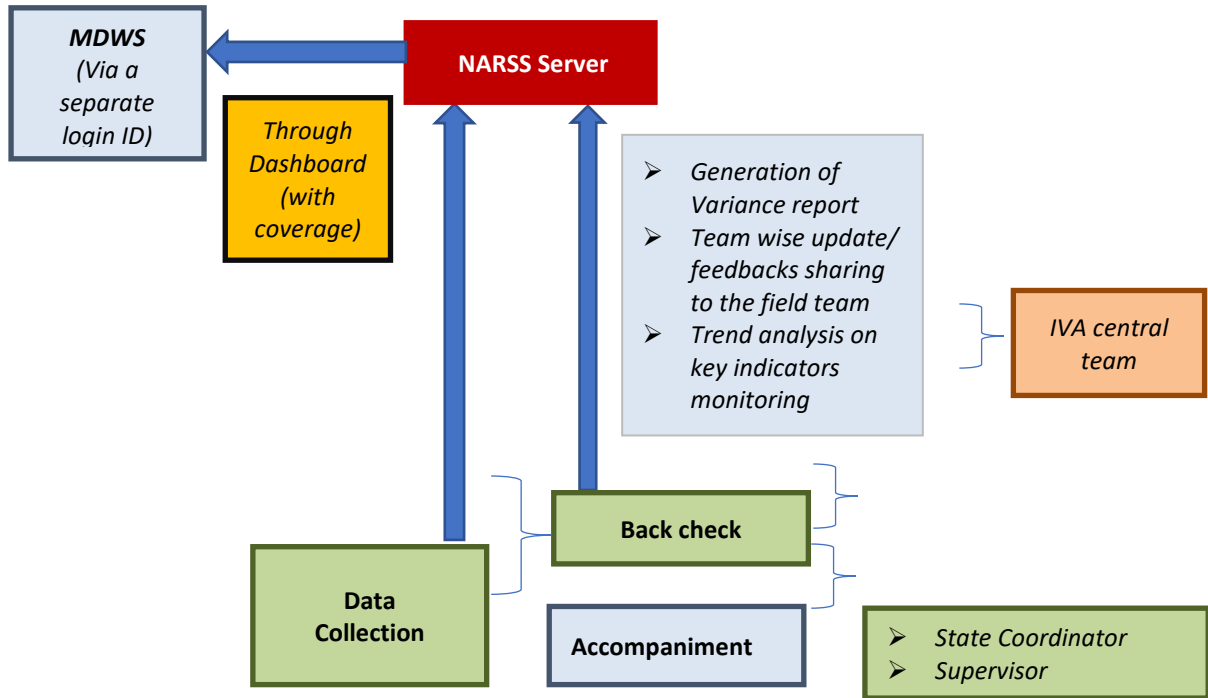 MDWS
(Via a
separate
login ID)
NARSS Server
Through
Dashboard
(with
coverage)
➤ Generation of
Variance report
➤ Team wise update/
feedbacks sharing
to the field team
➤ Trend analysis on
key indicators
monitoring
IVA central
team
Back check
Data
Collection
Accompaniment
➤ State Coordinator
➤ Supervisor